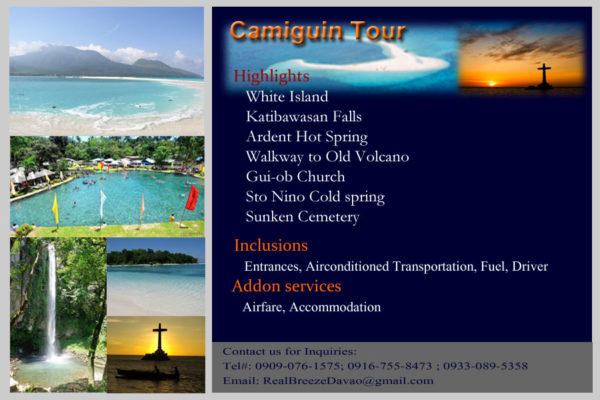 Camiguin Tour
Highlights
White Island
Katibawasan Falls
Ardent Hot Spring
Walkway to Old Volcano
Gui-ob Church
Sto Nino Cold spring
Sunken Cemetery
Inclusions
Entrances, Airconditioned Transportation, Fuel, Driver
Addon services
Airfare, Accommodation
Contact us for Inquiries:
Tel#: 0909-076-1575; 0916-755-8473 ; 0933-089-5358
Email: RealBreezeDavao@gmail.com